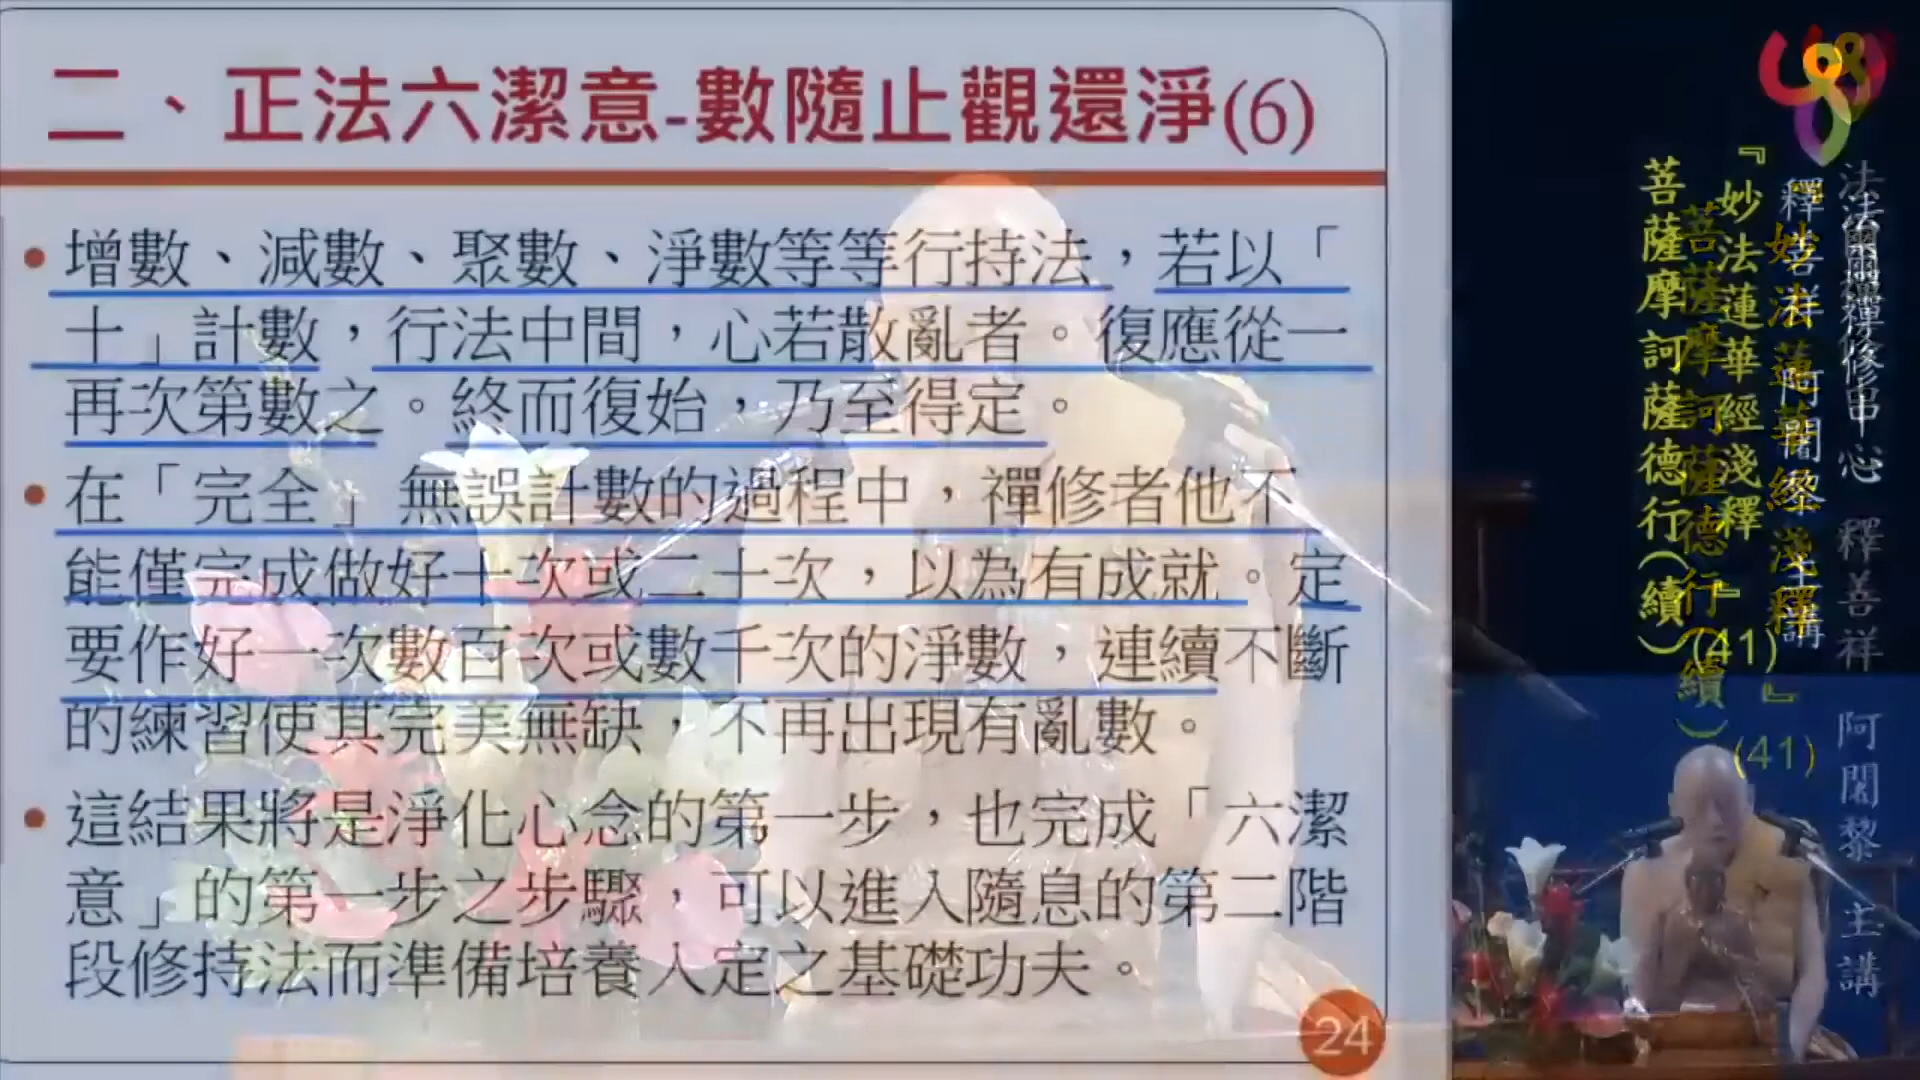 二、正法六潔意-數隨止觀還淨(6)
•增數、減數、聚數、淨數等等行持法，若以「
十」計數，行法中間，心若散亂者。復應從一
再次第數之。終而復始，乃至得定。
•在「完全」無誤計數的過程中，禪修者他不
能僅完成做好十次或二十次，以為有成就。定
要作好一次數百次或數千次的淨數，連續不斷
的練習使其完美無缺，不再出現有亂數。
•這結果將是淨化心念的第一步，也完成「六潔
意」的第一步之步驟，可以進入隨息的第二階
段修持法而準備培養入定之基礎功夫。
24
法爾禪修中心 釋善祥 阿闍黎 主講
『妙法蓮華經淺釋』(41)
菩薩摩訶薩德行(續)